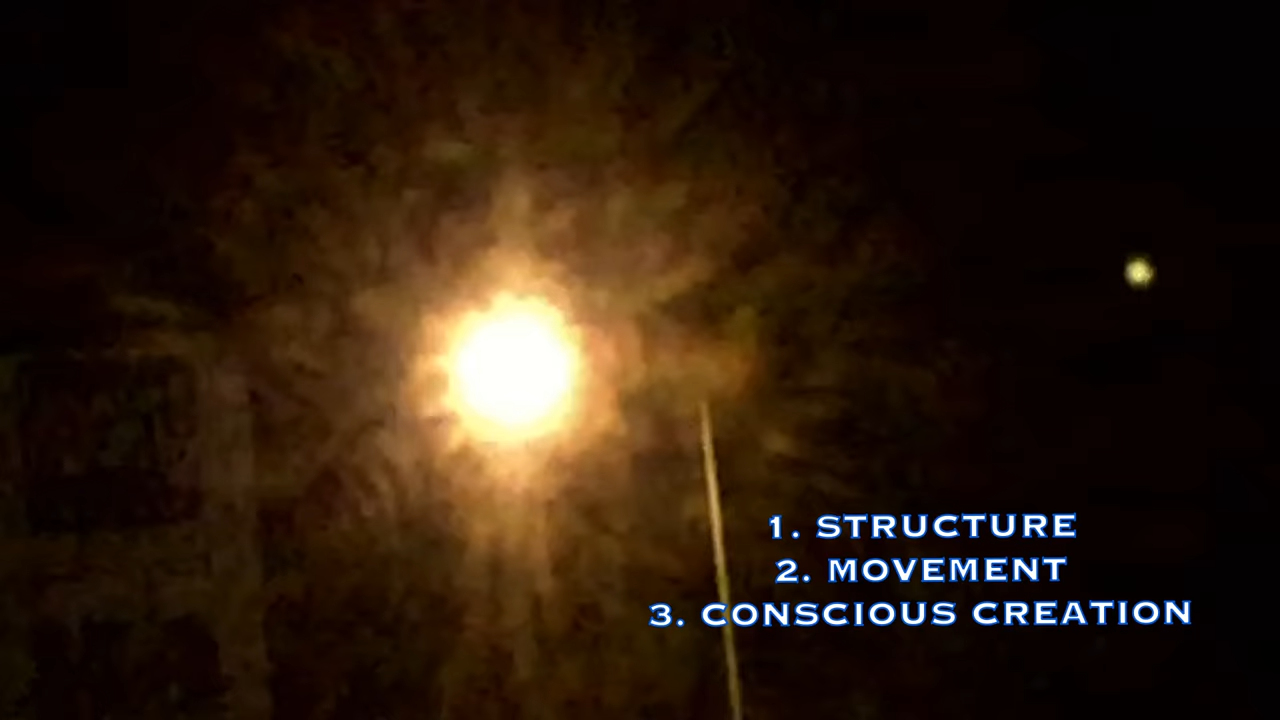 1. STRUCTURE
2. MOVEMENT
3. CONSCIOUS CREATION